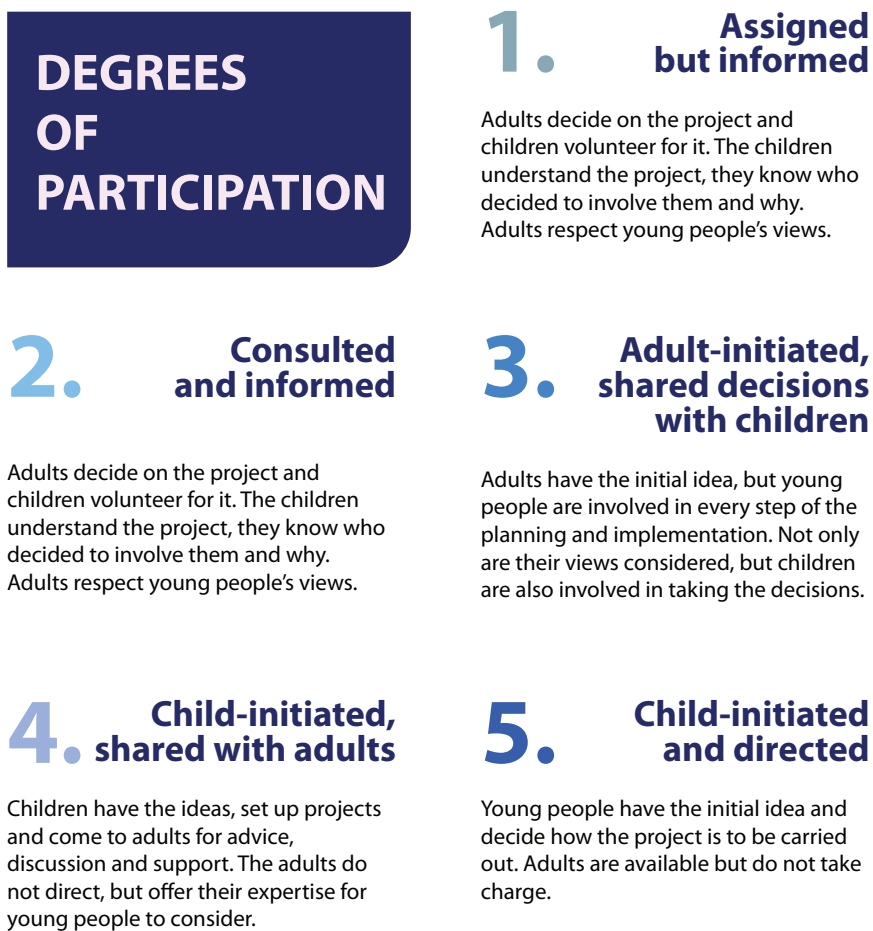 DEGREES
OF
PARTICIPATION
1.
Assigned
but informed
Adults decide on the project and
children volunteer for it. The children
understand the project, they know who
decided to involve them and why.
Adults respect young people’s views.
2.
Consulted
and informed
Adults decide on the project and
children volunteer for it. The children
understand the project, they know who
decided to involve them and why.
Adults respect young people’s views.
3.
Adult-initiated,
shared decisions
with children
Adults have the initial idea, but young
people are involved in every step of the
planning and implementation. Not only
are their views considered, but children
are also involved in taking the decisions.
4.
Child-initiated,
shared with adults
Children have the ideas, set up projects
and come to adults for advice,
discussion and support. The adults do
not direct, but offer their expertise for
young people to consider.
5.
Child-initiated
and directed
Young people have the initial idea and
decide how the project is to be carried
out. Adults are available but do not take
charge.